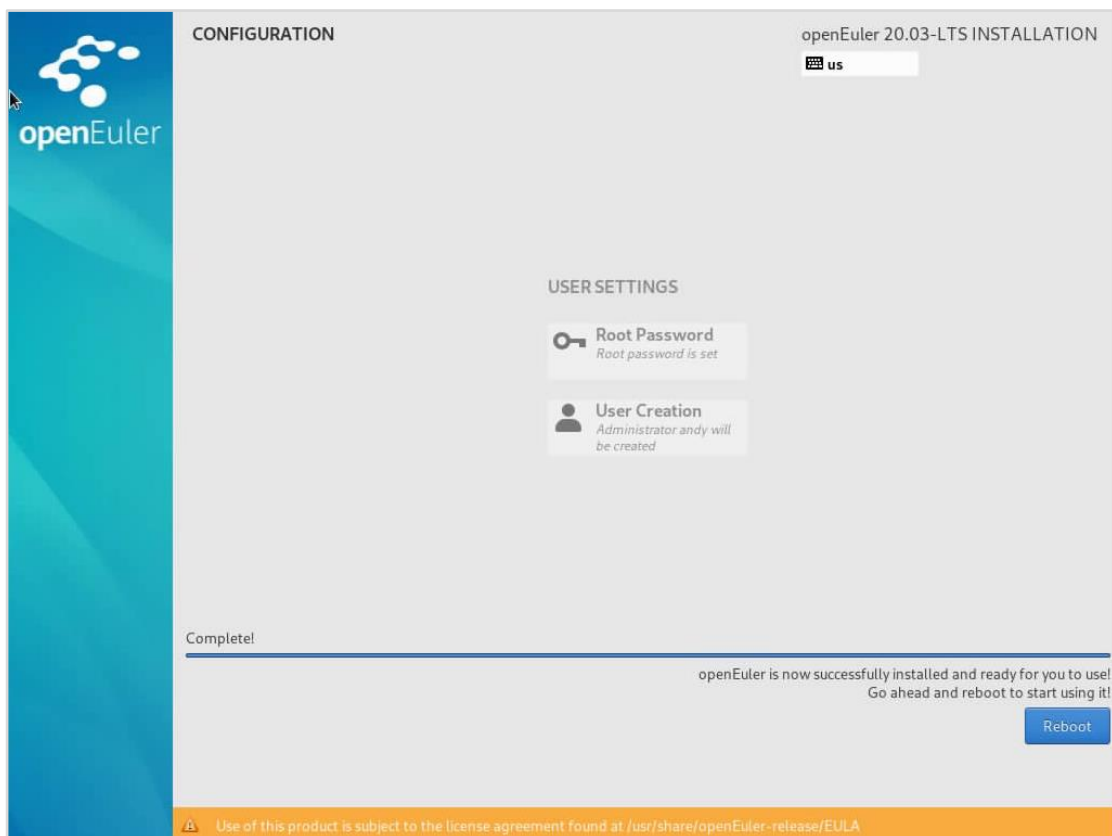 openEuler
CONFIGURATION
openEuler 20.03-LTS INSTALLATION
us
USER SETTINGS
Root Password
Root password is set
User Creation
Administrator andy will
be created
Complete!
openEuler is now successfully installed and ready for you to use!
Go ahead and reboot to start using it!
Reboot
Use of this product is subject to the license agreement found at /usr/share/openEuler-release/EULA